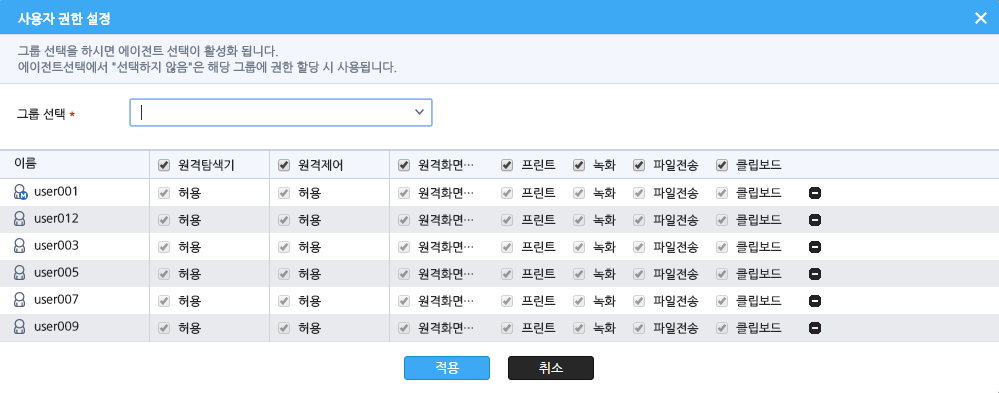 사용자 권한 설정
그룹 선택을 하시면 에이전트 선택이 활성화 됩니다.
에이전트선택에서 "선택하지 않음"은 해당 그룹에 권한 할당 시 사용됩니다.
그룹 선택 *
이름 원격탐색기 원격제어 원격화면… 프린트 녹화 파일전송 클립보드
user001 허용 허용 원격화면… 프린트 녹화 파일전송 클립보드
user012 허용 허용 원격화면… 프린트 녹화 파일전송 클립보드
user003 허용 허용 원격화면… 프린트 녹화 파일전송 클립보드
user005 허용 허용 원격화면… 프린트 녹화 파일전송 클립보드
user007 허용 허용 원격화면… 프린트 녹화 파일전송 클립보드
user009 허용 허용 원격화면… 프린트 녹화 파일전송 클립보드
적용 취소